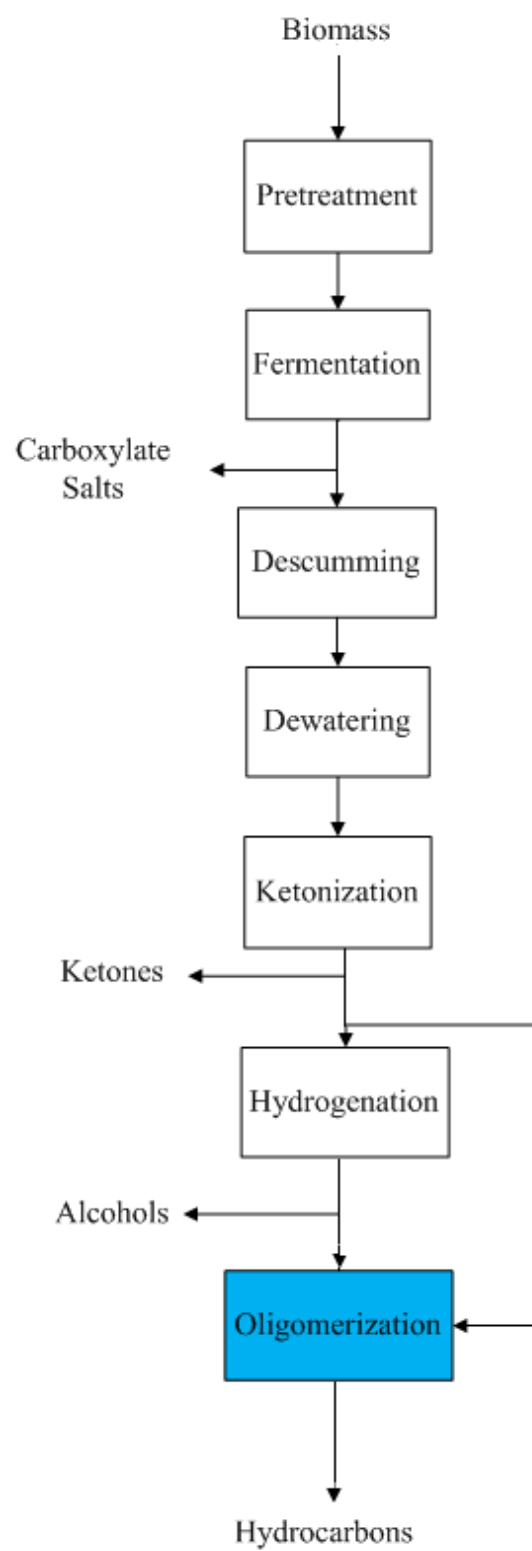 Biomass
Pretreatment
Fermentation
Carboxylate
Salts
Descumming
Dewatering
Ketonization
Ketones
Hydrogenation
Alcohols
Oligomerization
Hydrocarbons